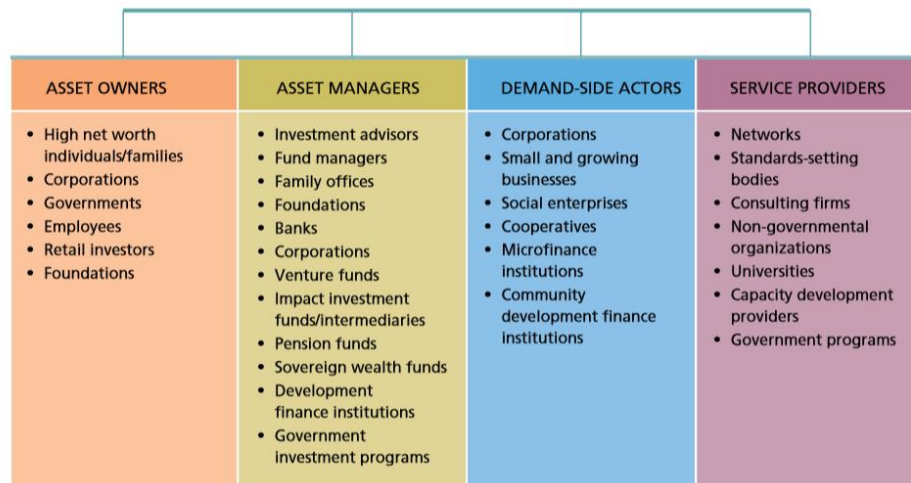 ASSET OWNERS
• High net worth
individuals/families
• Corporations
• Governments
• Employees
• Retail investors
• Foundations
ASSET MANAGERS
• Investment advisors
• Fund managers
• Family offices
• Foundations
• Banks
• Corporations
• Venture funds
• Impact investment
funds/intermediaries
• Pension funds
• Sovereign wealth funds
• Development
finance institutions
• Government
investment programs
DEMAND-SIDE ACTORS
• Corporations
• Small and growing
businesses
• Social enterprises
• Cooperatives
• Microfinance
institutions
• Community
development finance
institutions
SERVICE PROVIDERS
• Networks
• Standards-setting
bodies
• Consulting firms
• Non-governmental
organizations
• Universities
• Capacity development
providers
• Government programs